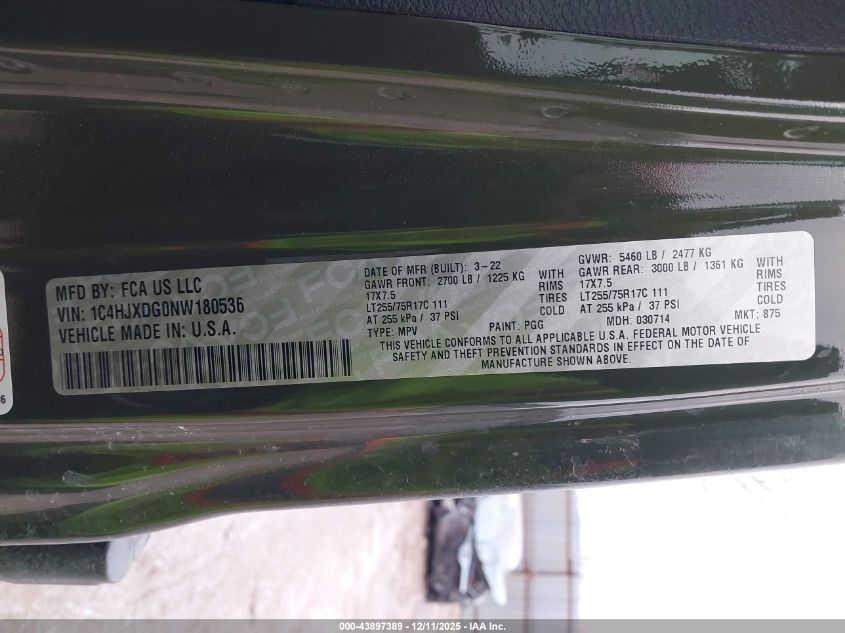 MFD BY: FCA US LLC
VIN: 1C4HJXDG0NW180536
VEHICLE MADE IN: U.S.A.
DATE OF MFR (BUILT): 3-22
GAWR FRONT: 2700 LB / 1225 KG WITH
17X7.5 RIMS
LT255/75R17C 111 TIRES
AT 255 kPa / 37 PSI COLD
TYPE: MPV PAINT: PGG
GVWR: 5460 LB / 2477 KG
GAWR REAR: 3000 LB / 1361 KG WITH
17X7.5 RIMS
LT255/75R17C 111 TIRES
AT 255 kPa / 37 PSI COLD
MDH: 030714 MKT: 875
THIS VEHICLE CONFORMS TO ALL APPLICABLE U.S.A. FEDERAL MOTOR VEHICLE
SAFETY AND THEFT PREVENTION STANDARDS IN EFFECT ON THE DATE OF
MANUFACTURE SHOWN ABOVE.
000-43897389 - 12/11/2025 - IAA Inc.